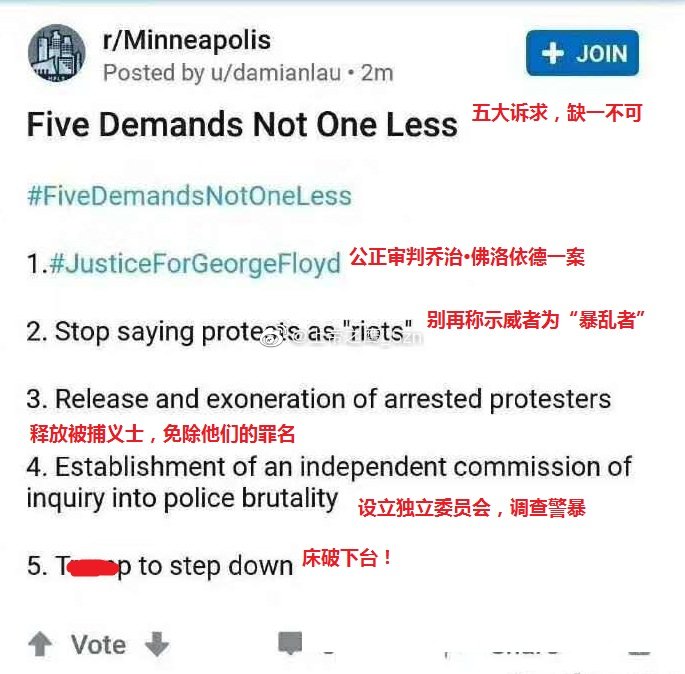 r/Minneapolis
Posted by u/damianlau • 2m
+ JOIN
Five Demands Not One Less 五大诉求，缺一不可
#FiveDemandsNotOneLess
1.#JusticeForGeorgeFloyd 公正审判乔治•佛洛依德一案
2. Stop saying protests as "riots" 别再称示威者为“暴乱者”
3. Release and exoneration of arrested protesters
释放被捕义士，免除他们的罪名
4. Establishment of an independent commission of
inquiry into police brutality 设立独立委员会，调查警暴
5. T p to step down 床破下台！
Vote